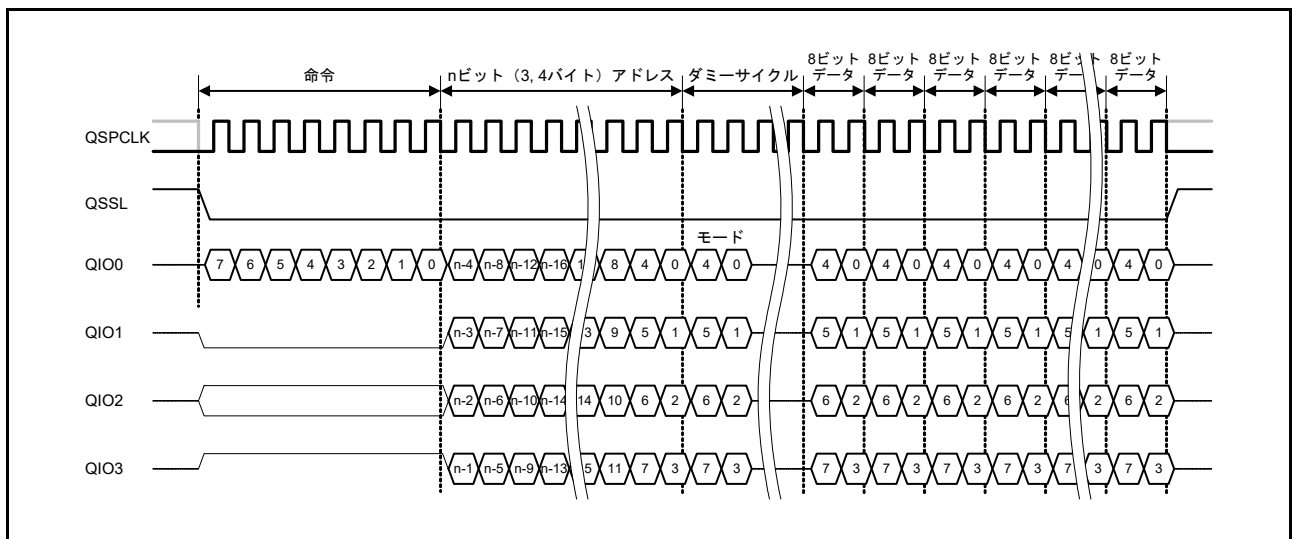 8ビット 8ビット 8ビット 8ビット 8ビット 8ビット
命令 nビット（3, 4バイト）アドレス ダミーサイクル データ データ データ データ データ データ
QSPCLK
QSSL
モード
QIO0 7 6 5 4 3 2 1 0 n-4 n-8 n-12 n-16 8 4 0 4 0 4 0 4 0 4 0 4 0 4 0 4 0
QIO1 n-3 n-7 n-11 n-15 3 9 5 1 5 1 5 1 5 1 5 1 5 1 5 1 5 1
QIO2 n-2 n-6 n-10 n-14 14 10 6 2 6 2 6 2 6 2 6 2 6 2 6 2 6 2
QIO3 n-1 n-5 n-9 n-13 5 11 7 3 7 3 7 3 7 3 7 3 7 3 7 3 7 3